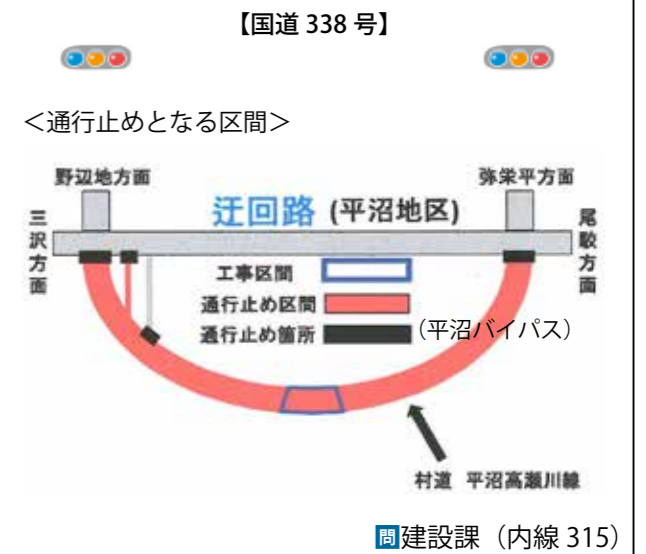 【国道 338 号】
＜通行止めとなる区間＞
野辺地方面
弥栄平方面
三沢方面
迂回路 (平沼地区)
尾駮方面
工事区間
通行止め区間
通行止め箇所
（平沼バイパス）
村道 平沼高瀬川線
問建設課（内線 315）